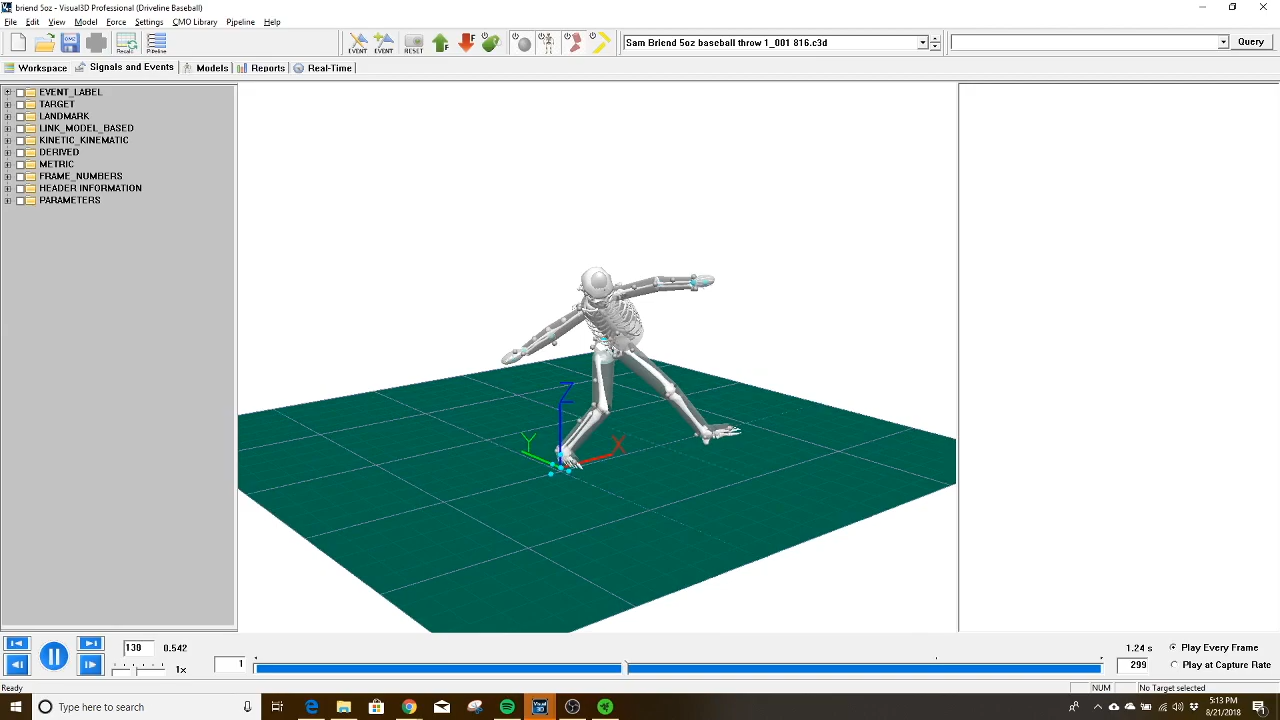 briend 5oz - Visual3D Professional (Driveline Baseball)
File Edit View Model Force Settings CMO Library Pipeline Help
EVENT EVENT RESET F F Sam Briend 5oz baseball throw 1_001 816.c3d Query
Workspace Signals and Events Models Reports Real-Time
EVENT_LABEL
TARGET
LANDMARK
LINK_MODEL_BASED
KINETIC_KINEMATIC
DERIVED
METRIC
FRAME_NUMBERS
HEADER INFORMATION
PARAMETERS
Z
Y X
139 0.542 1.24 s Play Every Frame
1x 1 299 Play at Capture Rate
Ready NUM No Target selected
Type here to search 5:13 PM
8/21/2018